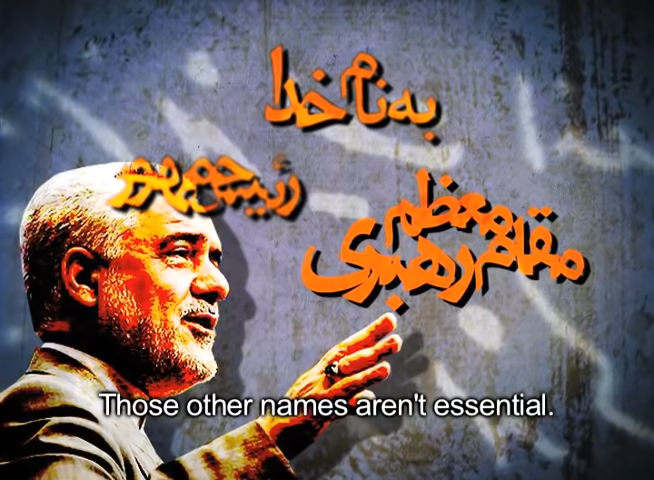 به نام خدا
رئیس جمهور
مقام معظم رهبری
Those other names aren't essential.